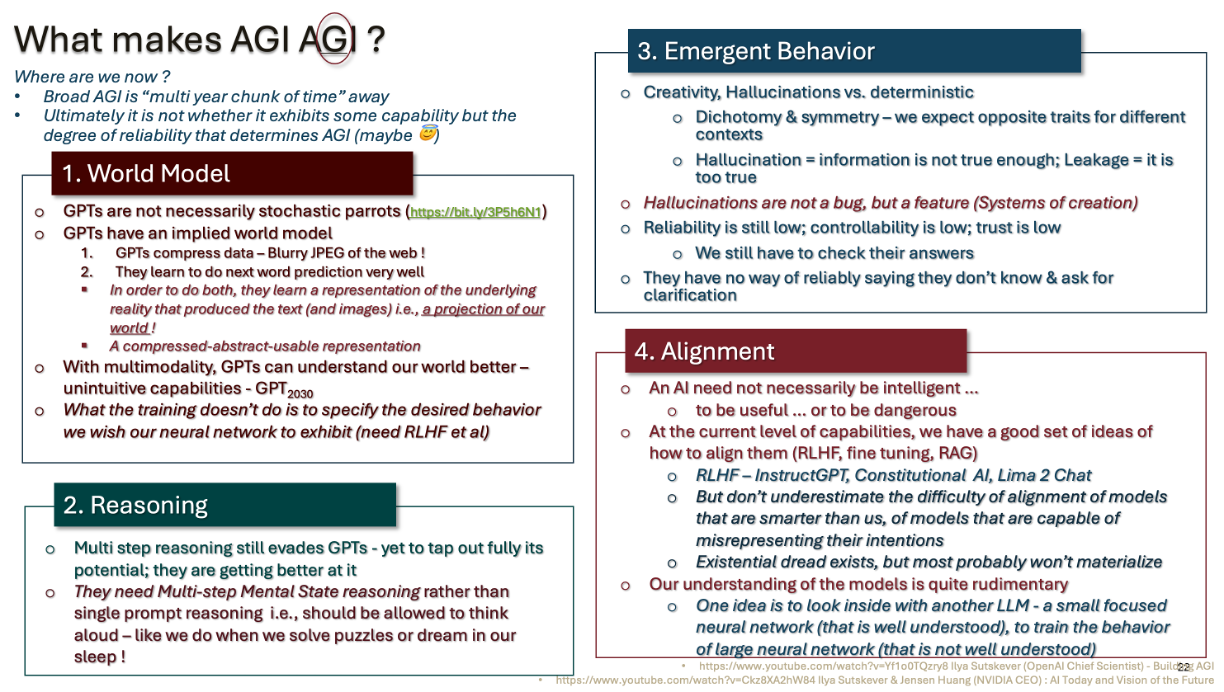 What makes AGI AGI ?
Where are we now ?
• Broad AGI is “multi year chunk of time” away
• Ultimately it is not whether it exhibits some capability but the
degree of reliability that determines AGI (maybe 😇)
1. World Model
o GPTs are not necessarily stochastic parrots (https://bit.ly/3P5h6N1)
o GPTs have an implied world model
1. GPTs compress data – Blurry JPEG of the web !
2. They learn to do next word prediction very well
▪ In order to do both, they learn a representation of the underlying
reality that produced the text (and images) i.e., a projection of our
world !
▪ A compressed-abstract-usable representation
o With multimodality, GPTs can understand our world better –
unintuitive capabilities - GPT2030
o What the training doesn’t do is to specify the desired behavior
we wish our neural network to exhibit (need RLHF et al)
2. Reasoning
o Multi step reasoning still evades GPTs - yet to tap out fully its
potential; they are getting better at it
o They need Multi-step Mental State reasoning rather than
single prompt reasoning i.e., should be allowed to think
aloud – like we do when we solve puzzles or dream in our
sleep !
3. Emergent Behavior
o Creativity, Hallucinations vs. deterministic
o Dichotomy & symmetry – we expect opposite traits for different
contexts
o Hallucination = information is not true enough; Leakage = it is
too true
o Hallucinations are not a bug, but a feature (Systems of creation)
o Reliability is still low; controllability is low; trust is low
o We still have to check their answers
o They have no way of reliably saying they don’t know & ask for
clarification
4. Alignment
o An AI need not necessarily be intelligent ...
o to be useful ... or to be dangerous
o At the current level of capabilities, we have a good set of ideas of
how to align them (RLHF, fine tuning, RAG)
o RLHF – InstructGPT, Constitutional AI, Lima 2 Chat
o But don’t underestimate the difficulty of alignment of models
that are smarter than us, of models that are capable of
misrepresenting their intentions
o Existential dread exists, but most probably won’t materialize
o Our understanding of the models is quite rudimentary
o One idea is to look inside with another LLM - a small focused
neural network (that is well understood), to train the behavior
of large neural network (that is not well understood)
• https://www.youtube.com/watch?v=Yf1o0TQzry8 Ilya Sutskever (OpenAI Chief Scientist) - Building AGI
• https://www.youtube.com/watch?v=Ckz8XA2hW84 Ilya Sutskever & Jensen Huang (NVIDIA CEO) : AI Today and Vision of the Future